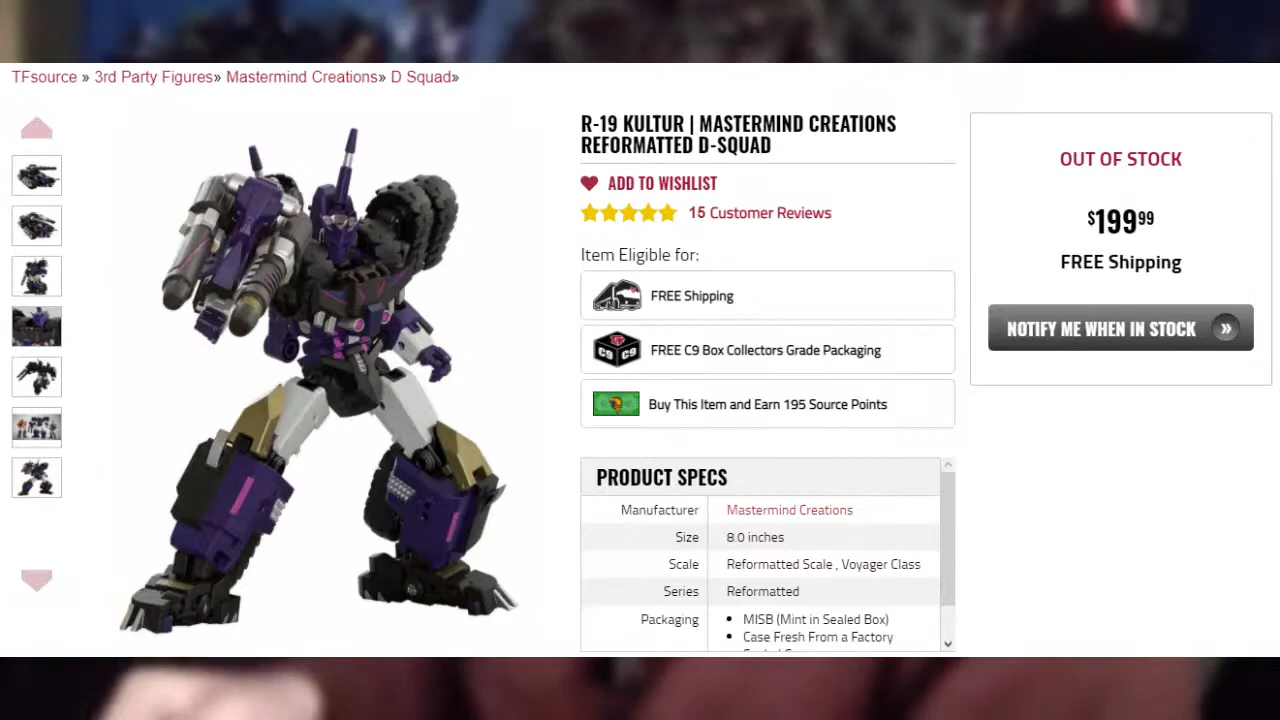 TFsource » 3rd Party Figures» Mastermind Creations» D Squad»
R-19 KULTUR | MASTERMIND CREATIONS
REFORMATTED D-SQUAD
ADD TO WISHLIST
15 Customer Reviews
Item Eligible for:
FREE Shipping
C9 C9
FREE C9 Box Collectors Grade Packaging
Buy This Item and Earn 195 Source Points
OUT OF STOCK
$199.99
FREE Shipping
NOTIFY ME WHEN IN STOCK »
PRODUCT SPECS
Manufacturer Mastermind Creations
Size 8.0 inches
Scale Reformatted Scale , Voyager Class
Series Reformatted
Packaging • MISB (Mint in Sealed Box)
• Case Fresh From a Factory